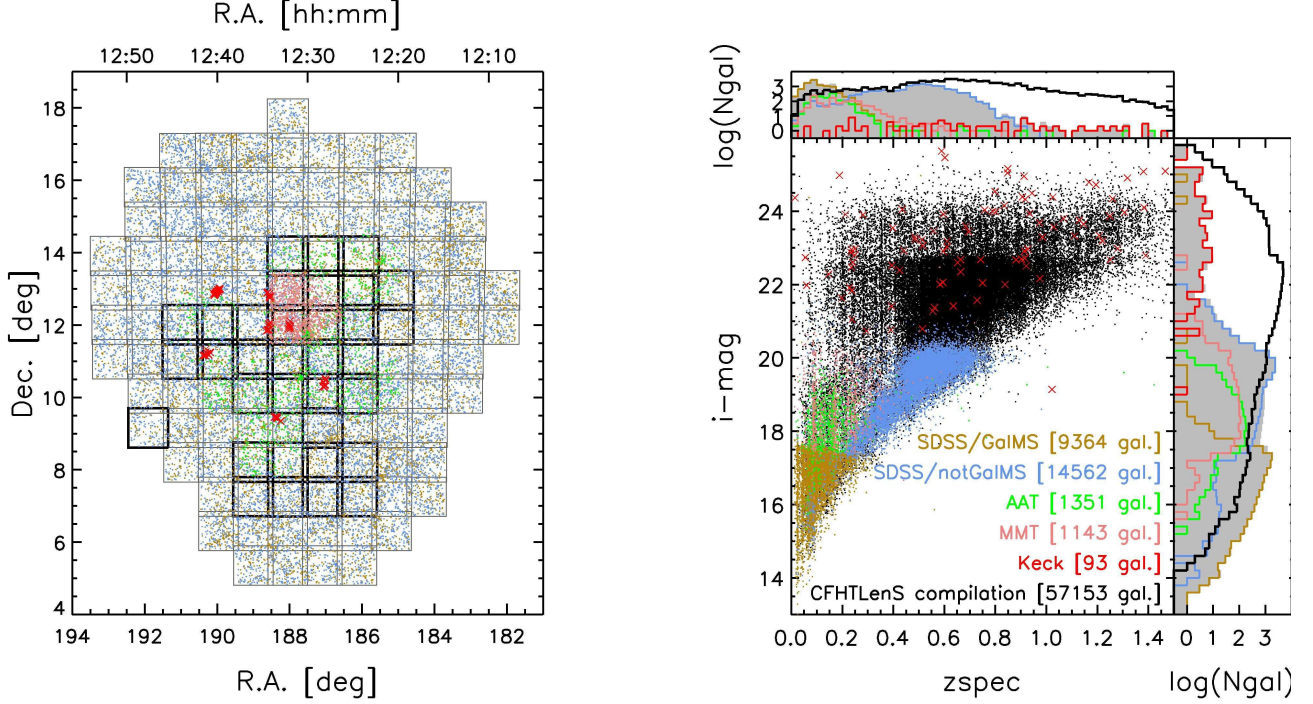 R.A. [hh:mm]
12:50 12:40 12:30 12:20 12:10
18
16
14
12
10
8
6
4
Dec. [deg]
194 192 190 188 186 184 182
R.A. [deg]
log(Ngal)
3
2
1
0
24
22
20
18
16
14
i-mag
SDSS/GalMS [9364 gal.]
SDSS/notGalMS [14562 gal.]
AAT [1351 gal.]
MMT [1143 gal.]
Keck [93 gal.]
CFHTLenS compilation [57153 gal.]
0.0 0.2 0.4 0.6 0.8 1.0 1.2 1.4
0 1 2 3
zspec
log(Ngal)